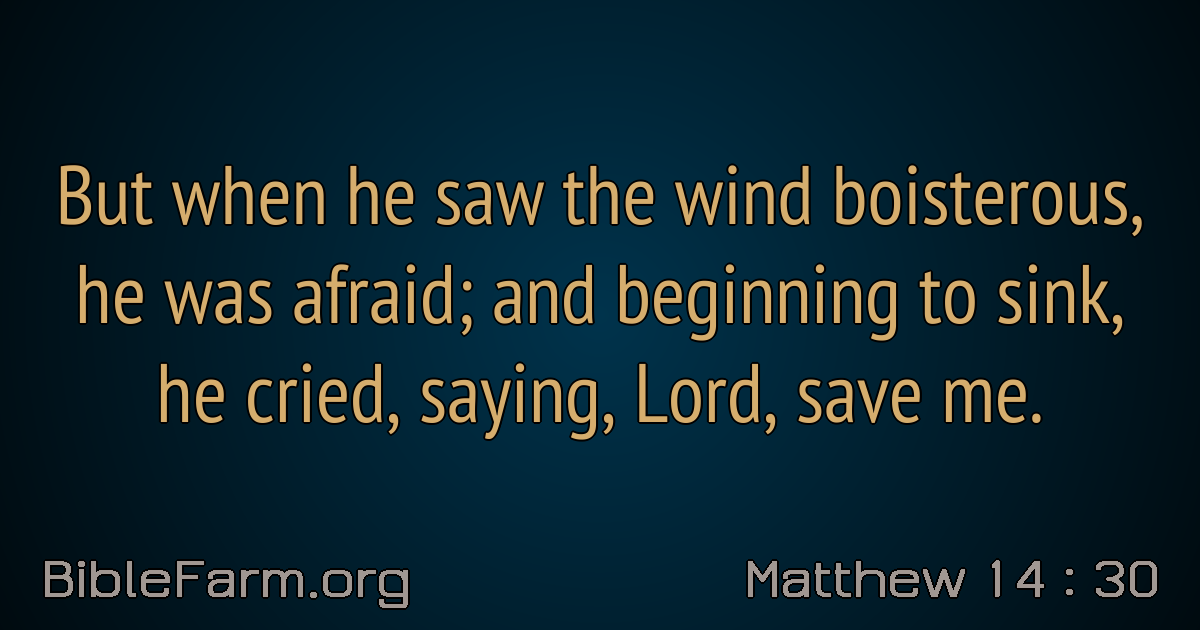 But when he saw the wind boisterous,
he was afraid; and beginning to sink,
he cried, saying, Lord, save me.
BibleFarm.org
Matthew 14 : 30